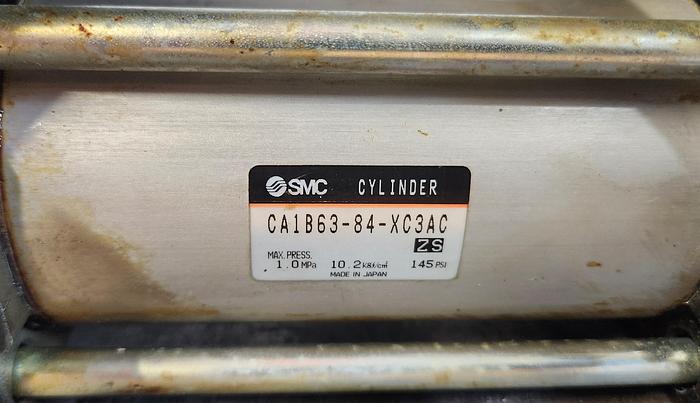 SMC CYLINDER
CA1B63-84-XC3AC
ZS
MAX.PRESS.
1.0MPa 10.2kgf/cm² 145PSI
MADE IN JAPAN